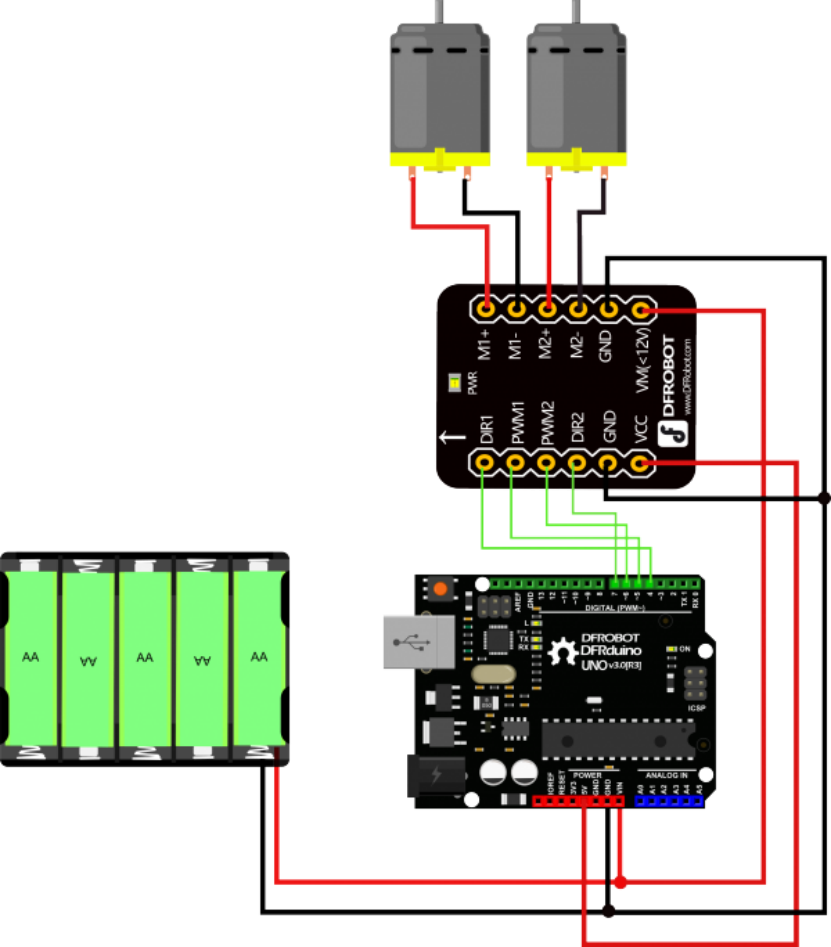 M1+
M1-
M2+
M2-
GND
VM(<12V)
PWR
DFROBOT
www.DFRobot.com
DIR1
PWM1
PWM2
DIR2
GND
VCC
AA
AA
AA
AA
AA
AREF
GND
13
12
~11
~10
~9
8
7
~6
~5
4
~3
2
TX 1
RX 0
DIGITAL (PWM~)
L
TX
RX
DFROBOT
DFRduino
UNO v3.0[R3]
ON
ICSP
POWER
ANALOG IN
IOREF
RESET
3V3
5V
GND
GND
VIN
A0
A1
A2
A3
A4
A5